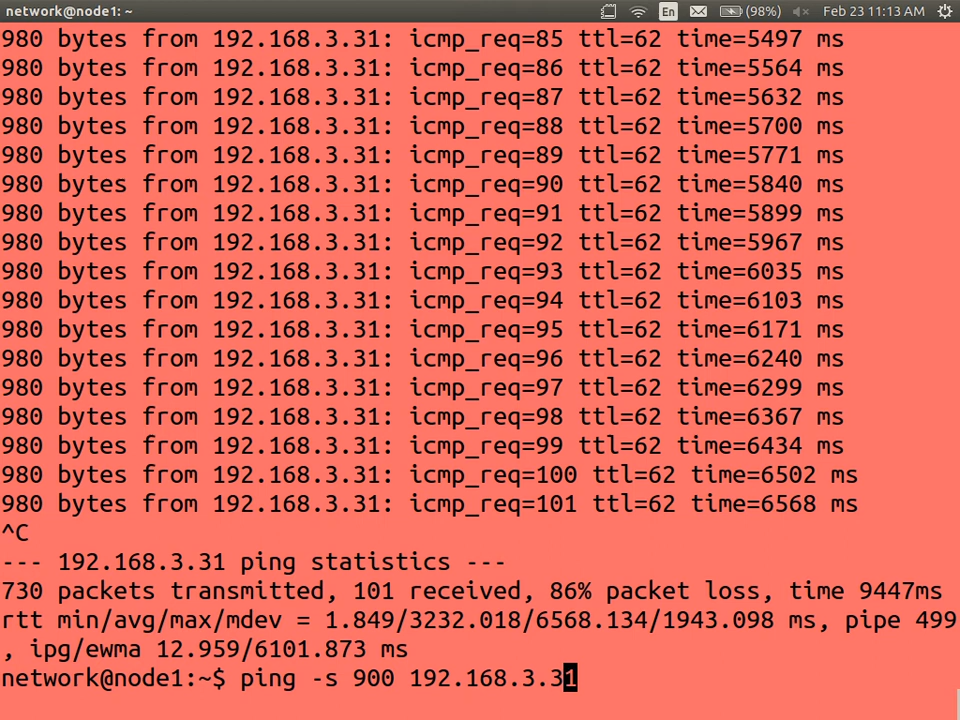 network@node1: ~ En (98%) Feb 23 11:13 AM
980 bytes from 192.168.3.31: icmp_req=85 ttl=62 time=5497 ms
980 bytes from 192.168.3.31: icmp_req=86 ttl=62 time=5564 ms
980 bytes from 192.168.3.31: icmp_req=87 ttl=62 time=5632 ms
980 bytes from 192.168.3.31: icmp_req=88 ttl=62 time=5700 ms
980 bytes from 192.168.3.31: icmp_req=89 ttl=62 time=5771 ms
980 bytes from 192.168.3.31: icmp_req=90 ttl=62 time=5840 ms
980 bytes from 192.168.3.31: icmp_req=91 ttl=62 time=5899 ms
980 bytes from 192.168.3.31: icmp_req=92 ttl=62 time=5967 ms
980 bytes from 192.168.3.31: icmp_req=93 ttl=62 time=6035 ms
980 bytes from 192.168.3.31: icmp_req=94 ttl=62 time=6103 ms
980 bytes from 192.168.3.31: icmp_req=95 ttl=62 time=6171 ms
980 bytes from 192.168.3.31: icmp_req=96 ttl=62 time=6240 ms
980 bytes from 192.168.3.31: icmp_req=97 ttl=62 time=6299 ms
980 bytes from 192.168.3.31: icmp_req=98 ttl=62 time=6367 ms
980 bytes from 192.168.3.31: icmp_req=99 ttl=62 time=6434 ms
980 bytes from 192.168.3.31: icmp_req=100 ttl=62 time=6502 ms
980 bytes from 192.168.3.31: icmp_req=101 ttl=62 time=6568 ms
^C
--- 192.168.3.31 ping statistics ---
730 packets transmitted, 101 received, 86% packet loss, time 9447ms
rtt min/avg/max/mdev = 1.849/3232.018/6568.134/1943.098 ms, pipe 499
, ipg/ewma 12.959/6101.873 ms
network@node1:~$ ping -s 900 192.168.3.31